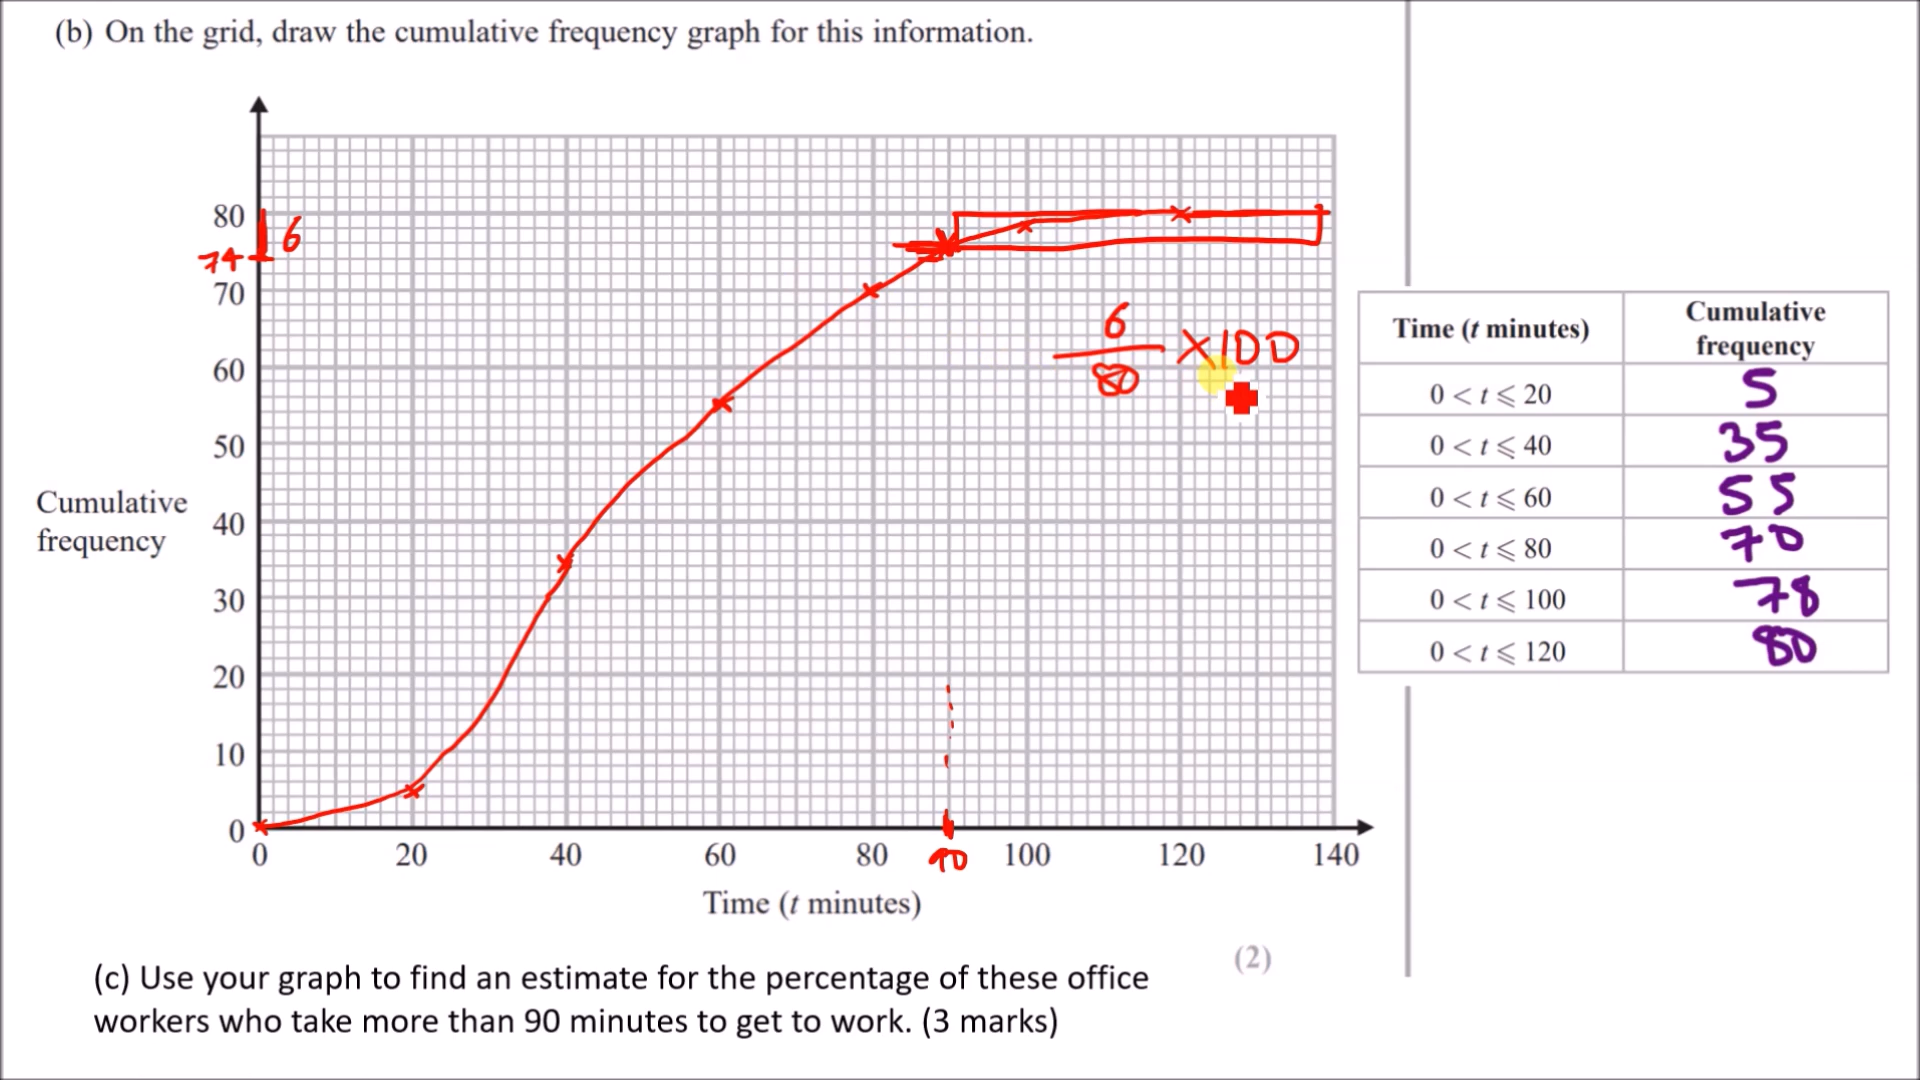 (b) On the grid, draw the cumulative frequency graph for this information.
80
74
6
70
60
50
40
30
20
10
0
Cumulative
frequency
6
80
×100
0 20 40 60 80 90 100 120 140
Time (t minutes)
(2)
Time (t minutes) Cumulative frequency
0 < t ⩽ 20 5
0 < t ⩽ 40 35
0 < t ⩽ 60 55
0 < t ⩽ 80 70
0 < t ⩽ 100 78
0 < t ⩽ 120 80
(c) Use your graph to find an estimate for the percentage of these office
workers who take more than 90 minutes to get to work. (3 marks)